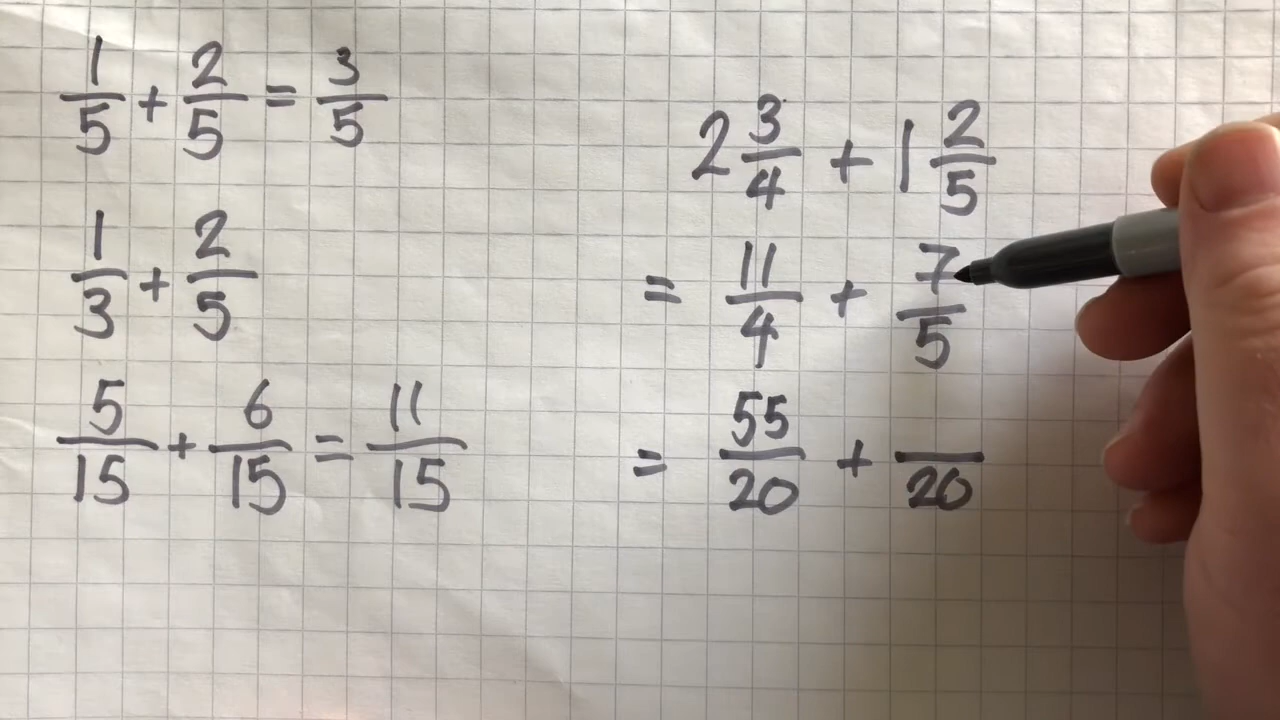 1/5 + 2/5 = 3/5
1/3 + 2/5
5/15 + 6/15 = 11/15
2 3/4 + 1 2/5
= 11/4 + 7/5
= 55/20 + /20